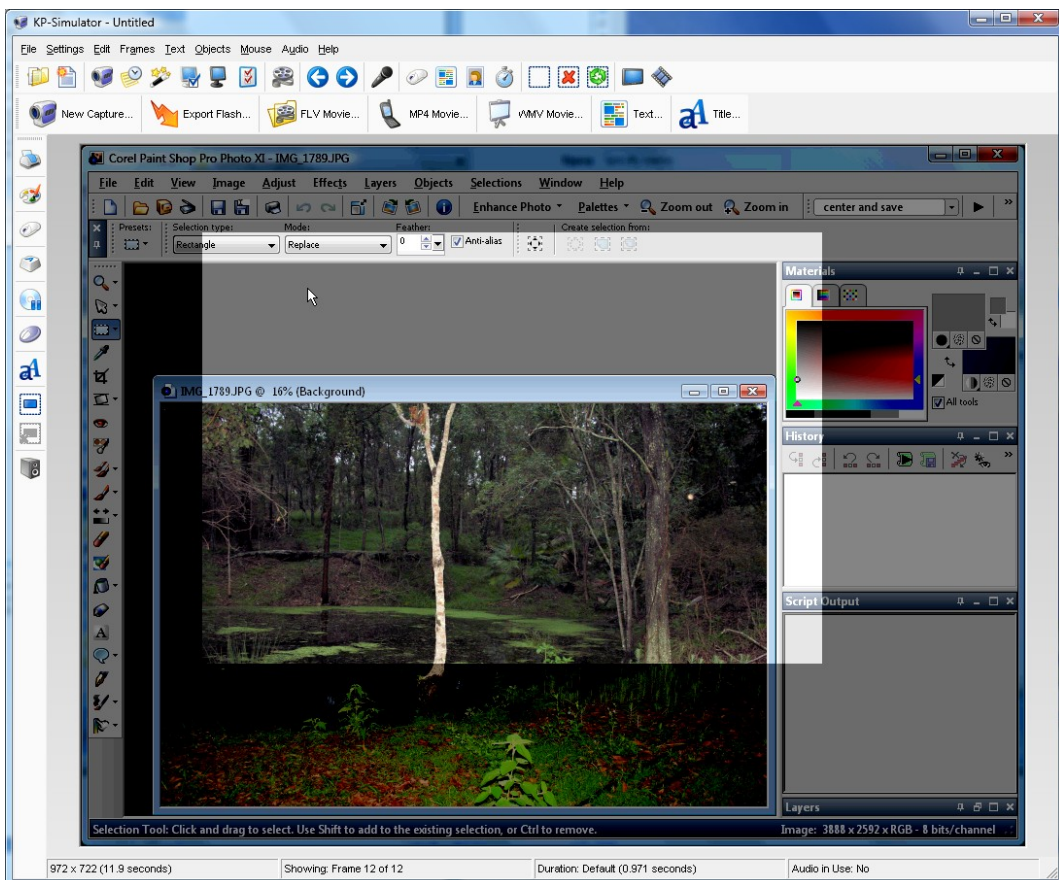 KP-Simulator - Untitled
File Settings Edit Frames Text Objects Mouse Audio Help
New Capture... Export Flash... FLV Movie... MP4 Movie... WMV Movie... Text... Title...
Corel Paint Shop Pro Photo XI - IMG_1789.JPG
File Edit View Image Adjust Effects Layers Objects Selections Window Help
Enhance Photo Palettes Zoom out Zoom in center and save
Presets: Selection type: Mode: Feather: Create selection from:
Rectangle Replace 0 Anti-alias
Materials
All tools
IMG_1789.JPG @ 16% (Background)
History
Script Output
Layers
Selection Tool: Click and drag to select. Use Shift to add to the existing selection, or Ctrl to remove. Image: 3888 x 2592 x RGB - 8 bits/channel
972 x 722 (11.9 seconds) Showing: Frame 12 of 12 Duration: Default (0.971 seconds) Audio in Use: No